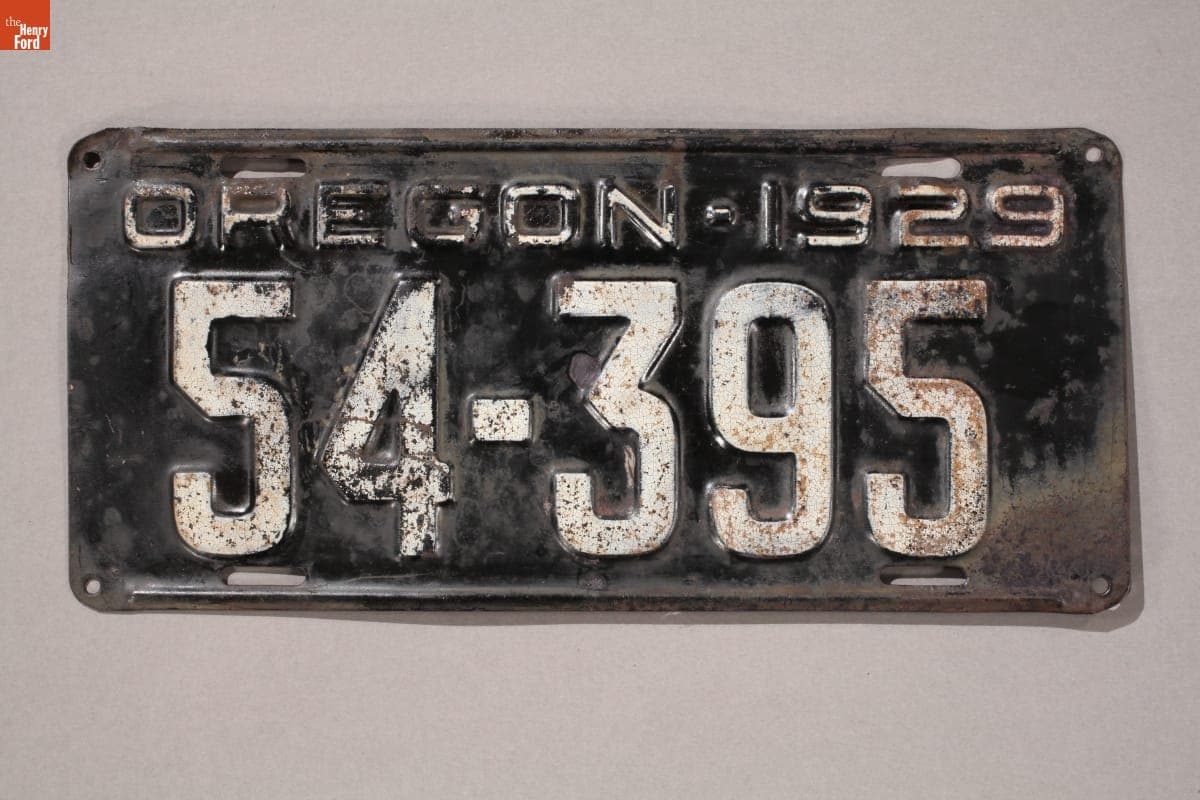 the
Henry
Ford
OREGON-1929
54-395